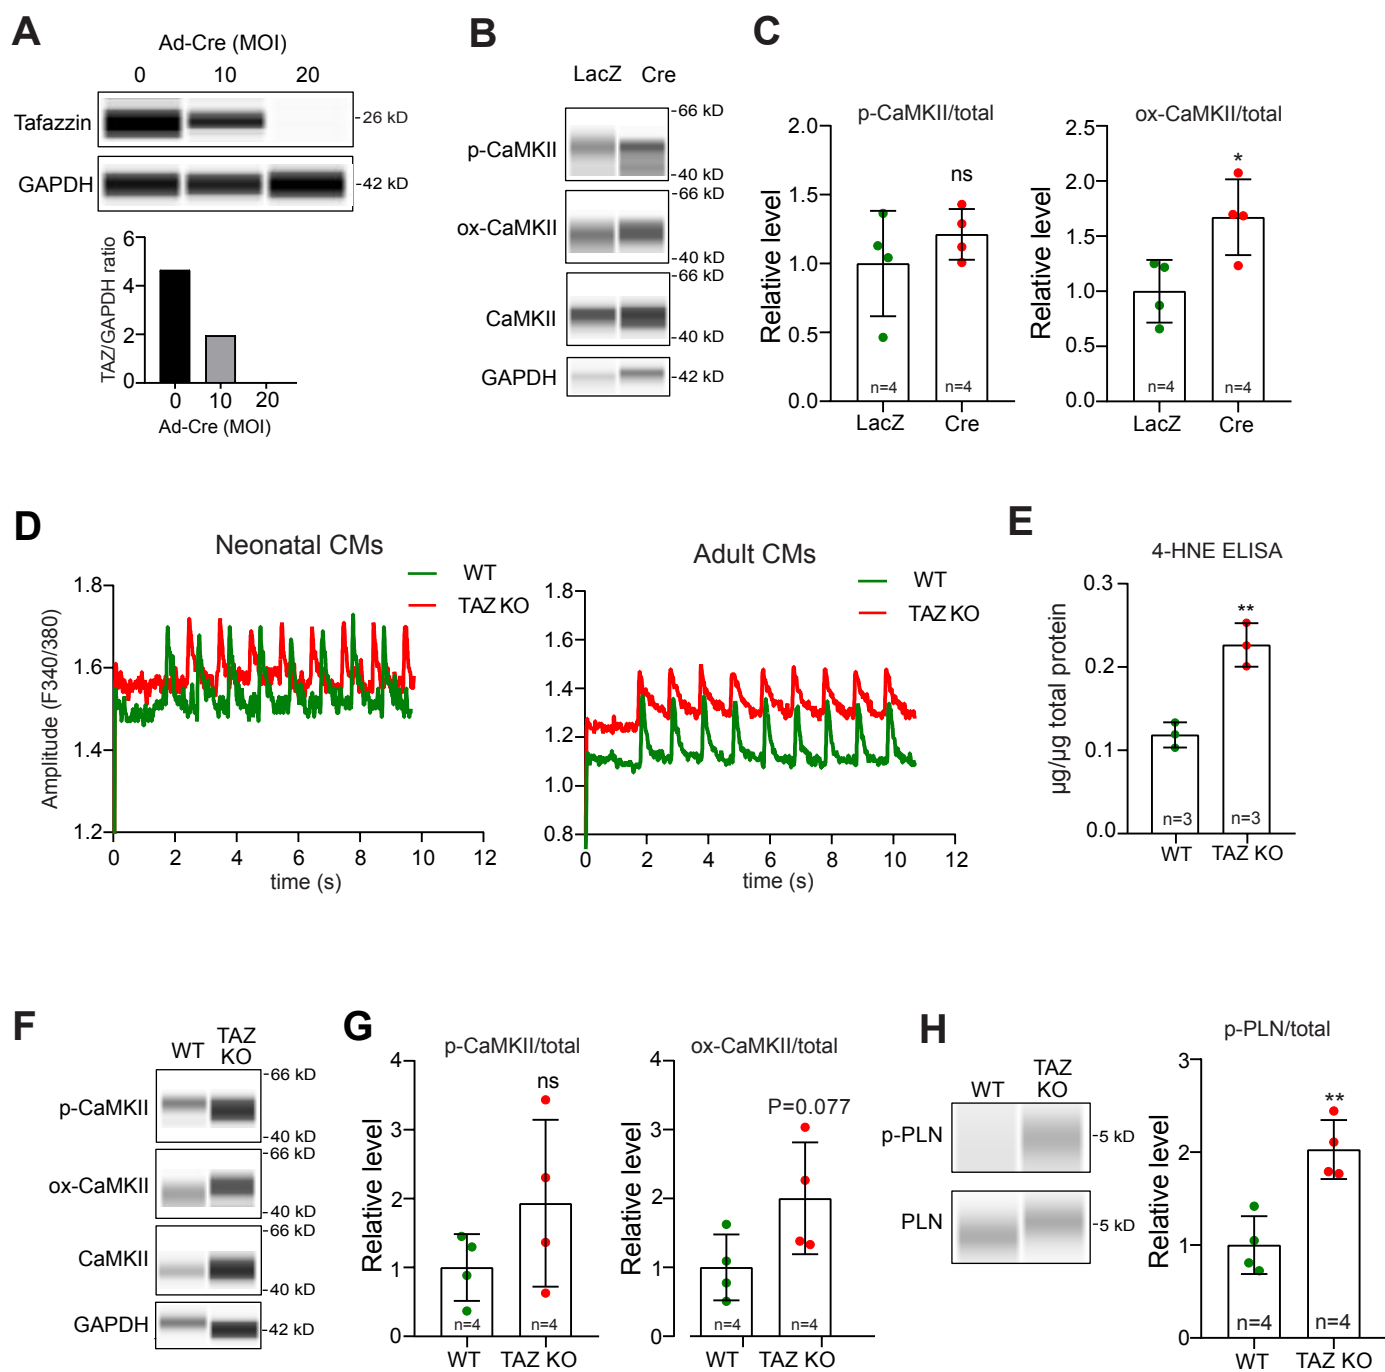 A
Ad-Cre (MOI)
0 10 20
Tafazzin
-26 kD
GAPDH
-42 kD
TAZ/GAPDH ratio
6
4
2
0
0 10 20
Ad-Cre (MOI)
B
LacZ Cre
-66 kD
p-CaMKII
-40 kD
-66 kD
ox-CaMKII
-40 kD
-66 kD
CaMKII
-40 kD
GAPDH
-42 kD
C
p-CaMKII/total
Relative level
2.0
1.5
1.0
0.5
0.0
ns
n=4 n=4
LacZ Cre
ox-CaMKII/total
Relative level
2.5
2.0
1.5
1.0
0.5
0.0
*
n=4 n=4
LacZ Cre
D
Neonatal CMs
WT
TAZ KO
Amplitude (F340/380)
1.8
1.6
1.4
1.2
0 2 4 6 8 10 12
time (s)
Adult CMs
WT
TAZ KO
1.8
1.6
1.4
1.2
1.0
0.8
0 2 4 6 8 10 12
time (s)
E
4-HNE ELISA
µg/µg total protein
0.3
0.2
0.1
0.0
**
n=3 n=3
WT TAZ KO
F
WT TAZ
KO
-66 kD
p-CaMKII
-40 kD
-66 kD
ox-CaMKII
-40 kD
-66 kD
CaMKII
-40 kD
GAPDH
-42 kD
G
p-CaMKII/total
Relative level
4
3
2
1
0
ns
n=4 n=4
WT TAZ KO
ox-CaMKII/total
Relative level
4
3
2
1
0
P=0.077
n=4 n=4
WT TAZ KO
H
WT TAZ
KO
p-PLN
-5 kD
PLN
-5 kD
p-PLN/total
Relative level
3
2
1
0
**
n=4 n=4
WT TAZ KO